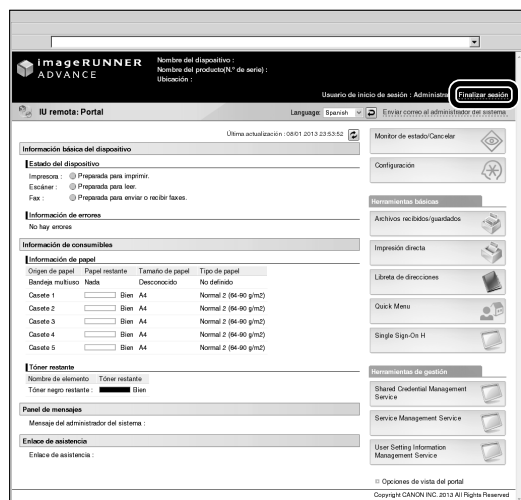 imageRUNNER
ADVANCE
Nombre del dispositivo :
Nombre del producto(N.º de serie) :
Ubicación :
Usuario de inicio de sesión : Administra
Finalizar sesión
IU remota: Portal
Language: Spanish
Enviar correo al administrador del sistema.
Última actualización : 08/01 2013 23:53:52
Información básica del dispositivo
Estado del dispositivo
Impresora : Preparada para imprimir.
Escáner : Preparada para leer.
Fax : Preparada para enviar o recibir faxes.
Información de errores
No hay errores
Información de consumibles
Información de papel
Origen de papel Papel restante Tamaño de papel Tipo de papel
Bandeja multiuso Nada Desconocido No definido
Casete 1 Bien A4 Normal 2 (64-90 g/m2)
Casete 2 Bien A4 Normal 2 (64-90 g/m2)
Casete 3 Bien A4 Normal 2 (64-90 g/m2)
Casete 4 Bien A4 Normal 2 (64-90 g/m2)
Casete 5 Bien A4 Normal 2 (64-90 g/m2)
Tóner restante
Nombre de elemento Tóner restante
Tóner negro restante : Bien
Panel de mensajes
Mensaje del administrador del sistema :
Enlace de asistencia
Enlace de asistencia :
Monitor de estado/Cancelar
Configuración
Herramientas básicas
Archivos recibidos/guardados
Impresión directa
Libreta de direcciones
Quick Menu
Single Sign-On H
Herramientas de gestión
Shared Credential Management
Service
Service Management Service
User Setting Information
Management Service
Opciones de vista del portal
Copyright CANON INC. 2013 All Rights Reserved